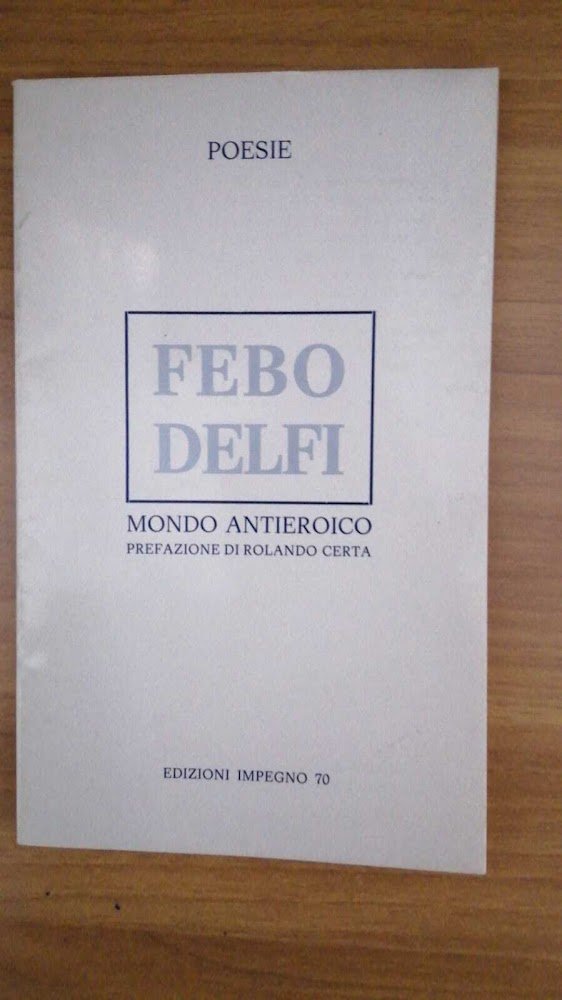 POESIE
FEBO
DELFI
MONDO ANTIEROICO
PREFAZIONE DI ROLANDO CERTA
EDIZIONI IMPEGNO 70